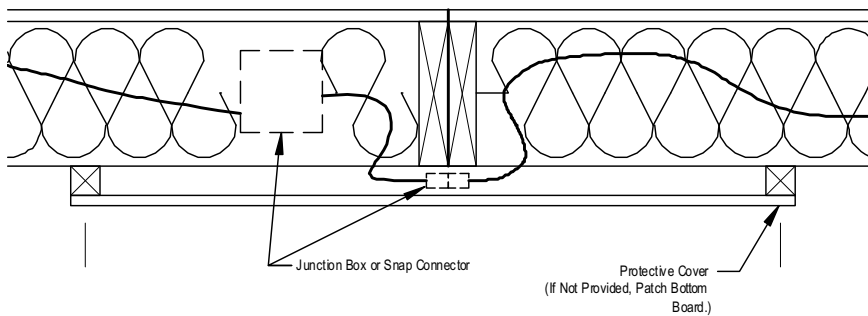 Junction Box or Snap Connector
Protective Cover
(If Not Provided, Patch Bottom
Board.)